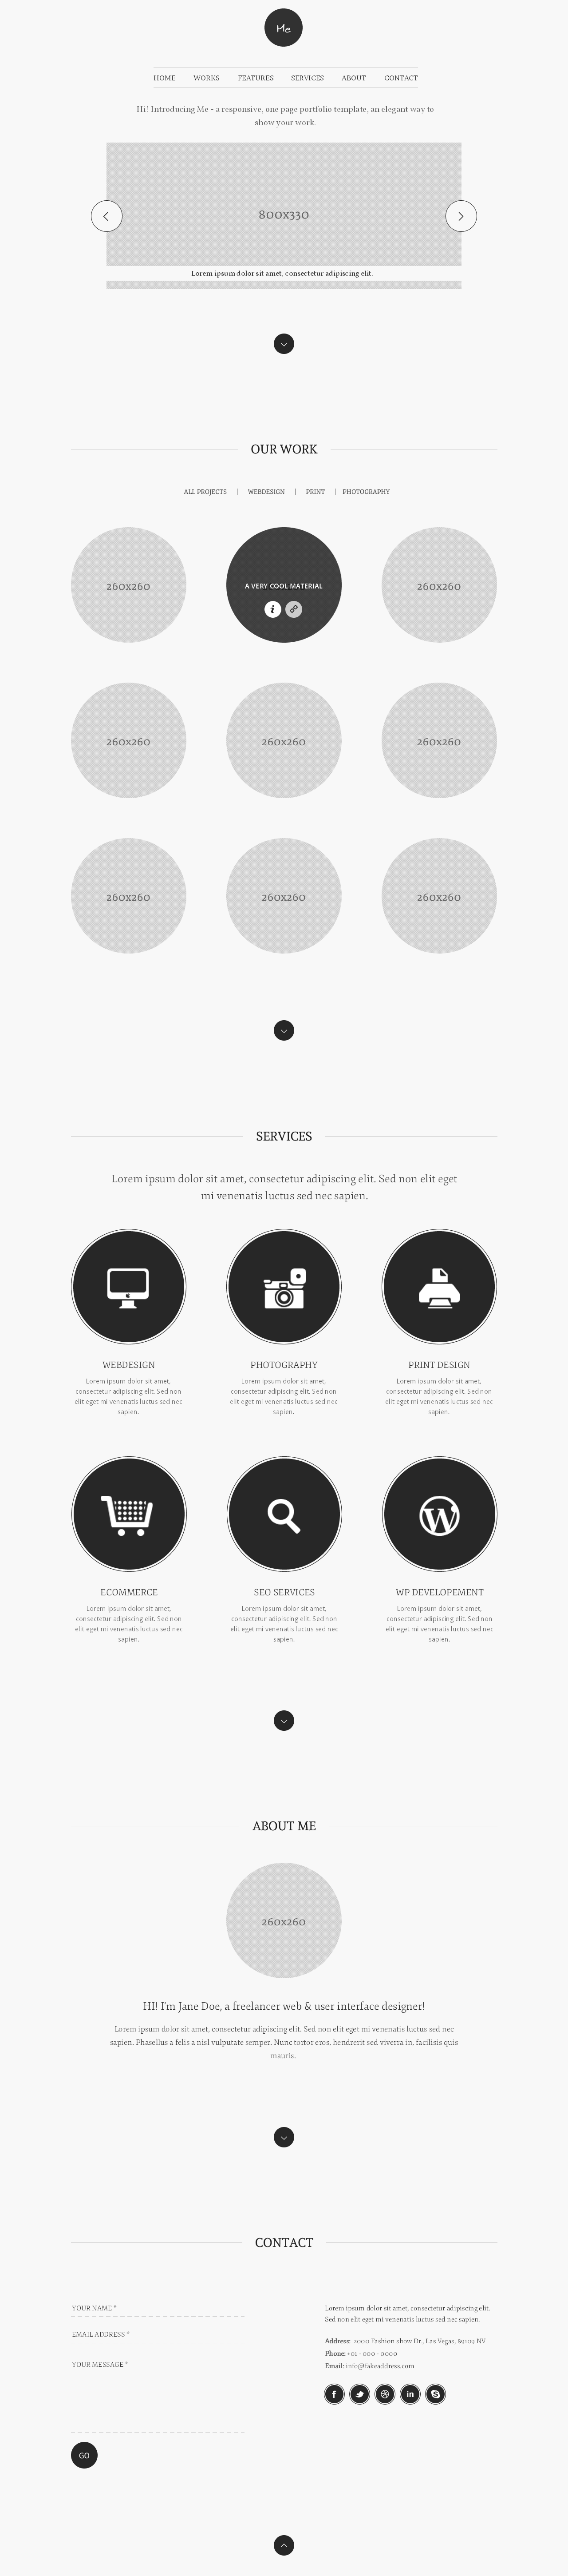 Me
HOME WORKS FEATURES SERVICES ABOUT CONTACT
Hi! Introducing Me - a responsive, one page portfolio template, an elegant way to
show your work.
800x330
Lorem ipsum dolor sit amet, consectetur adipiscing elit.
OUR WORK
ALL PROJECTS | WEBDESIGN | PRINT | PHOTOGRAPHY
260x260 A VERY COOL MATERIAL 260x260
260x260 260x260 260x260
260x260 260x260 260x260
SERVICES
Lorem ipsum dolor sit amet, consectetur adipiscing elit. Sed non elit eget
mi venenatis luctus sed nec sapien.
WEBDESIGN
Lorem ipsum dolor sit amet,
consectetur adipiscing elit. Sed non
elit eget mi venenatis luctus sed nec
sapien.
PHOTOGRAPHY
Lorem ipsum dolor sit amet,
consectetur adipiscing elit. Sed non
elit eget mi venenatis luctus sed nec
sapien.
PRINT DESIGN
Lorem ipsum dolor sit amet,
consectetur adipiscing elit. Sed non
elit eget mi venenatis luctus sed nec
sapien.
ECOMMERCE
Lorem ipsum dolor sit amet,
consectetur adipiscing elit. Sed non
elit eget mi venenatis luctus sed nec
sapien.
SEO SERVICES
Lorem ipsum dolor sit amet,
consectetur adipiscing elit. Sed non
elit eget mi venenatis luctus sed nec
sapien.
WP DEVELOPEMENT
Lorem ipsum dolor sit amet,
consectetur adipiscing elit. Sed non
elit eget mi venenatis luctus sed nec
sapien.
ABOUT ME
260x260
HI! I'm Jane Doe, a freelancer web & user interface designer!
Lorem ipsum dolor sit amet, consectetur adipiscing elit. Sed non elit eget mi venenatis luctus sed nec
sapien. Phasellus a felis a nisl vulputate semper. Nunc tortor eros, hendrerit sed viverra in, facilisis quis
mauris.
CONTACT
YOUR NAME *
EMAIL ADDRESS *
YOUR MESSAGE *
GO
Lorem ipsum dolor sit amet, consectetur adipiscing elit.
Sed non elit eget mi venenatis luctus sed nec sapien.
Address: 2000 Fashion show Dr., Las Vegas, 89109 NV
Phone: +01 - 000 - 0000
Email: info@fakeaddress.com